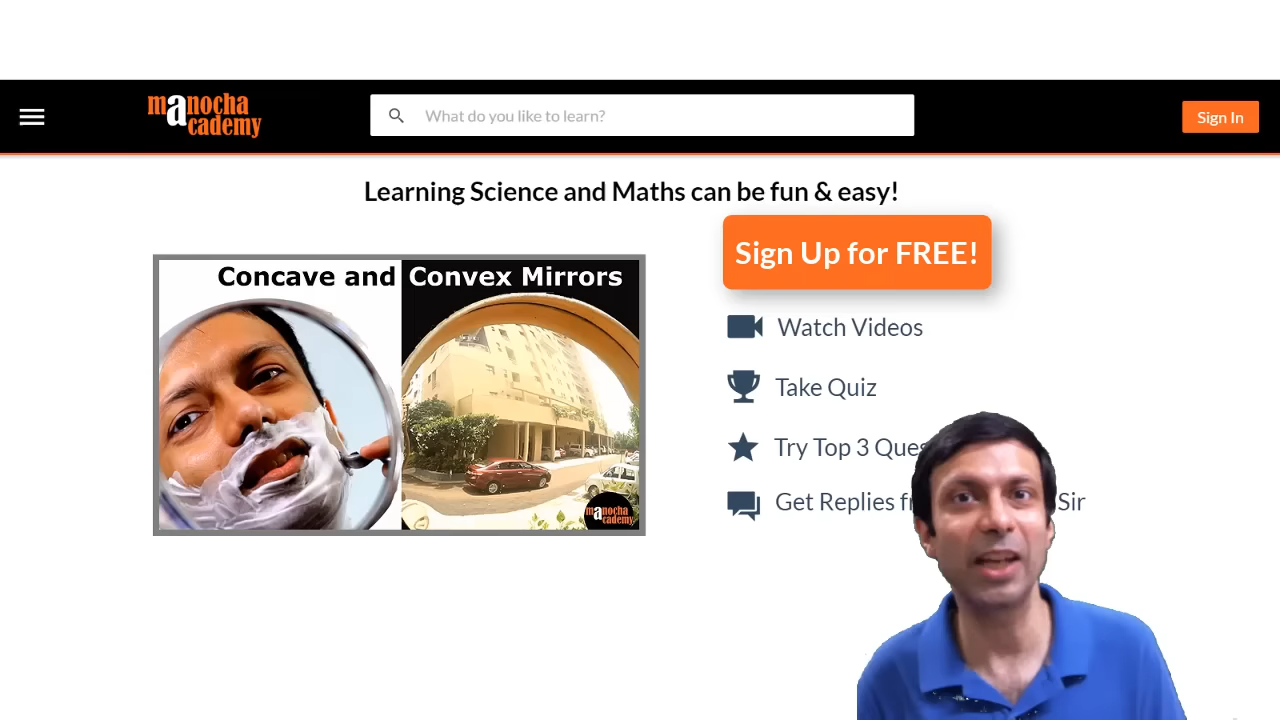 manocha
academy
What do you like to learn?
Sign In
Learning Science and Maths can be fun & easy!
Sign Up for FREE!
Concave and Convex Mirrors
Watch Videos
Take Quiz
Try Top 3
Get Replies
Sir
manocha
academy